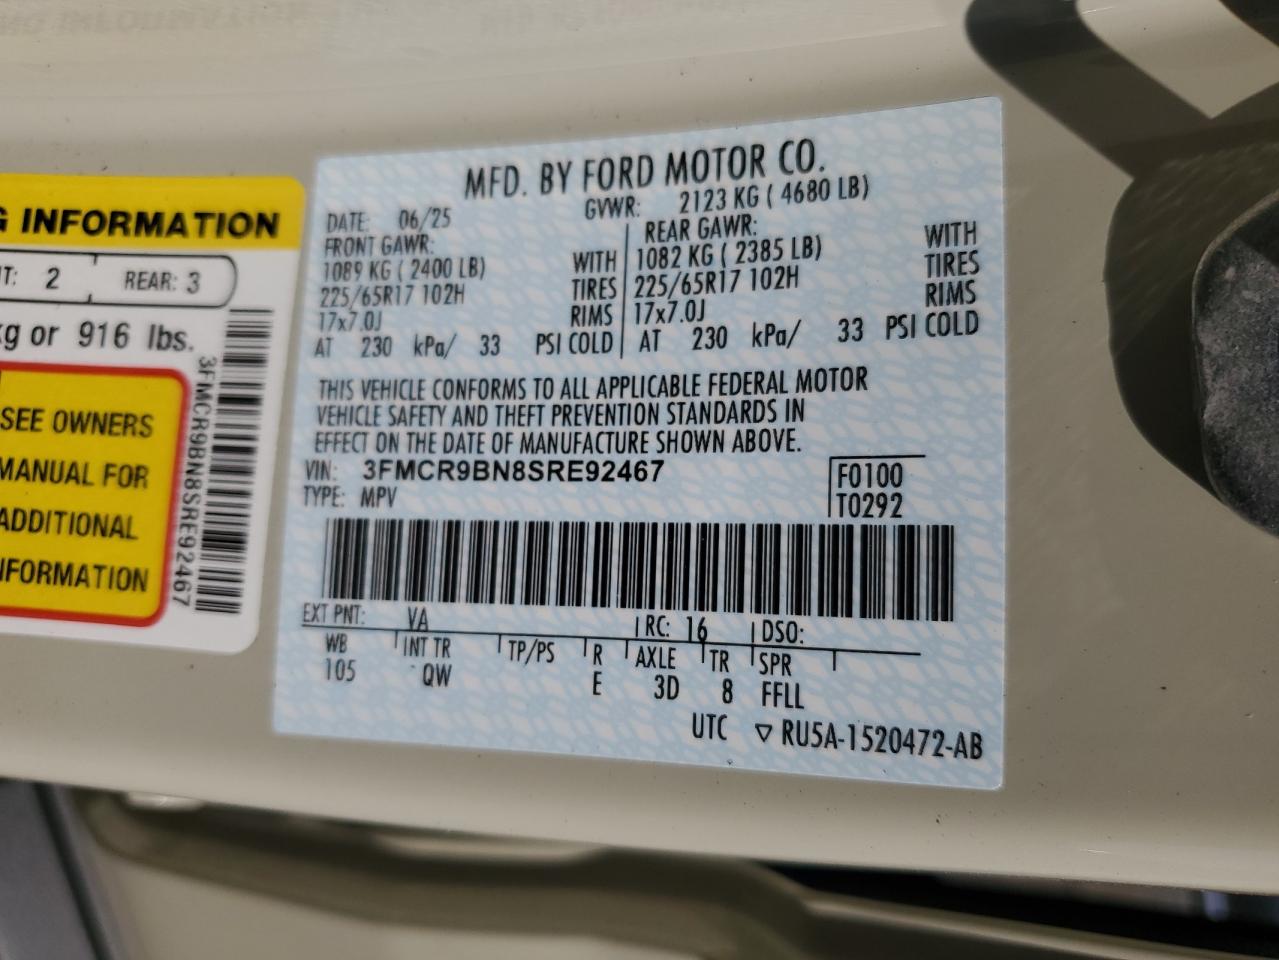 G INFORMATION
T: 2 REAR: 3
kg or 916 lbs.
SEE OWNERS
MANUAL FOR
ADDITIONAL
INFORMATION
3FMCR9BN8SRE92467
MFD. BY FORD MOTOR CO.
DATE: 06/25 GVWR: 2123 KG ( 4680 LB)
FRONT GAWR: REAR GAWR:
1089 KG ( 2400 LB) WITH 1082 KG ( 2385 LB) WITH
225/65R17 102H TIRES 225/65R17 102H TIRES
17x7.0J RIMS 17x7.0J RIMS
AT 230 kPa/ 33 PSI COLD AT 230 kPa/ 33 PSI COLD
THIS VEHICLE CONFORMS TO ALL APPLICABLE FEDERAL MOTOR
VEHICLE SAFETY AND THEFT PREVENTION STANDARDS IN
EFFECT ON THE DATE OF MANUFACTURE SHOWN ABOVE.
VIN: 3FMCR9BN8SRE92467 F0100
TYPE: MPV T0292
EXT PNT: VA RC: 16 DSO:
WB INT TR TP/PS R AXLE TR SPR
105 QW E 3D 8 FFLL
UTC ▽ RU5A-1520472-AB